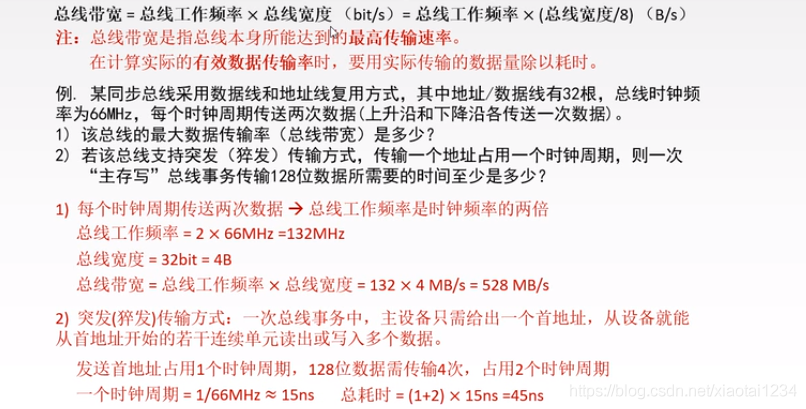 总线带宽 = 总线工作频率 × 总线宽度 （bit/s）= 总线工作频率 × (总线宽度/8) （B/s）
注：总线带宽是指总线本身所能达到的最高传输速率。
在计算实际的有效数据传输率时，要用实际传输的数据量除以耗时。
例. 某同步总线采用数据线和地址线复用方式，其中地址/数据线有32根，总线时钟频
率为66MHz，每个时钟周期传送两次数据(上升沿和下降沿各传送一次数据)。
1) 该总线的最大数据传输率（总线带宽）是多少？
2) 若该总线支持突发（猝发）传输方式，传输一个地址占用一个时钟周期，则一次
“主存写”总线事务传输128位数据所需要的时间至少是多少？
1) 每个时钟周期传送两次数据 → 总线工作频率是时钟频率的两倍
总线工作频率 = 2 × 66MHz =132MHz
总线宽度 = 32bit = 4B
总线带宽 = 总线工作频率 × 总线宽度 = 132 × 4 MB/s = 528 MB/s
2) 突发(猝发)传输方式：一次总线事务中，主设备只需给出一个首地址，从设备就能
从首地址开始的若干连续单元读出或写入多个数据。
发送首地址占用1个时钟周期，128位数据需传输4次，占用2个时钟周期
一个时钟周期 = 1/66MHz ≈ 15ns 总耗时 = (1+2) × 15ns =45ns
https://blog.csdn.net/xiaotai1234